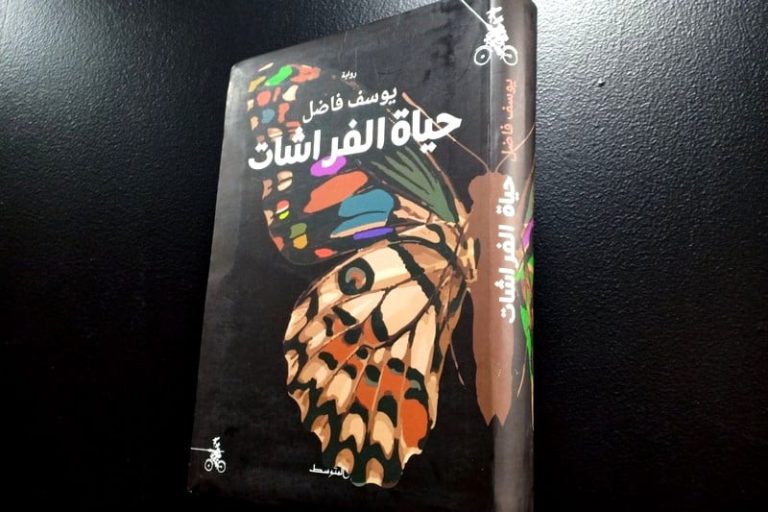 رواية
يوسف فاضل
حياة الفراشات
المتوسط
يوسف فاضل
حياة الفراشات